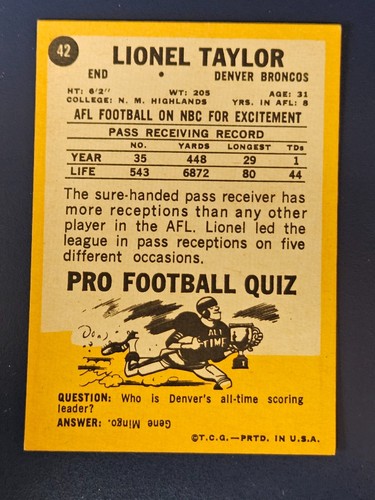 42
LIONEL TAYLOR
END • DENVER BRONCOS
HT: 6'2" WT: 205 AGE: 31
COLLEGE: N. M. HIGHLANDS YRS. IN AFL: 8
AFL FOOTBALL ON NBC FOR EXCITEMENT
PASS RECEIVING RECORD
NO. YARDS LONGEST TDs
YEAR 35 448 29 1
LIFE 543 6872 80 44
The sure-handed pass receiver has
more receptions than any other
player in the AFL. Lionel led the
league in pass receptions on five
different occasions.
PRO FOOTBALL QUIZ
ALL
TIME
QUESTION: Who is Denver's all-time scoring
leader?
ANSWER: Gene Mingo.
©T.C.G.—PRTD. IN U.S.A.